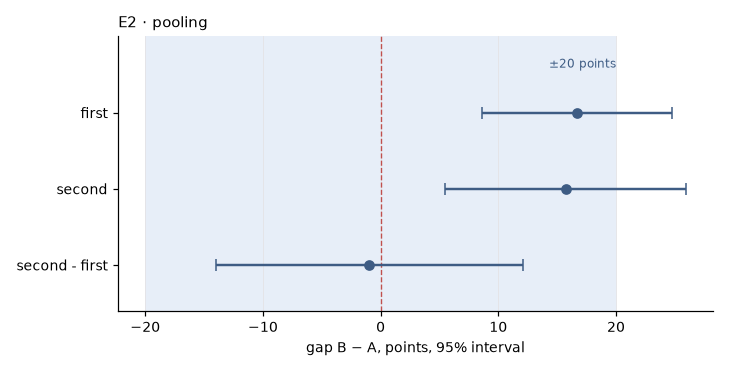 E2 · pooling
±20 points
first
second
second - first
−20
−10
0
10
20
gap B − A, points, 95% interval